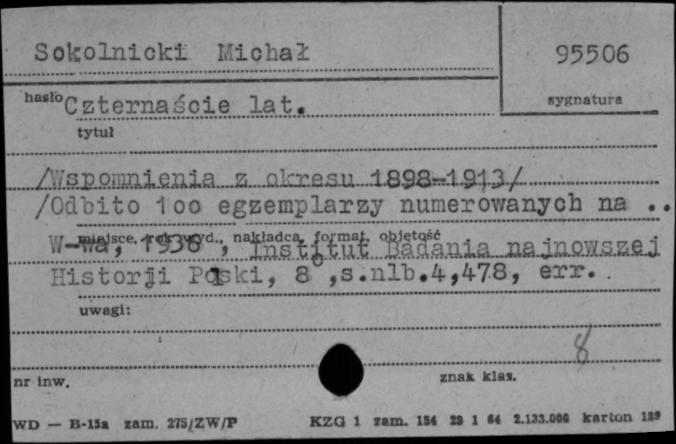 Sokolnicki Michał
95506
hasło Czternaście lat.
sygnatura
tytuł
/Wspomnienia z okresu 1898-1913/
/Odbito 100 egzemplarzy numerowanych na ..
miejsce, rok wyd., nakładca, format, objętość
W-wa, 1936, Instytut Badania najnowszej
Historji Polski, 8°, s.nlb.4,478, err.
uwagi:
8
nr inw.
znak klas.
WD — B-15a zam. 275/ZW/P
KZG 1 zam. 154 29 1 64 2.133.000 karton 189